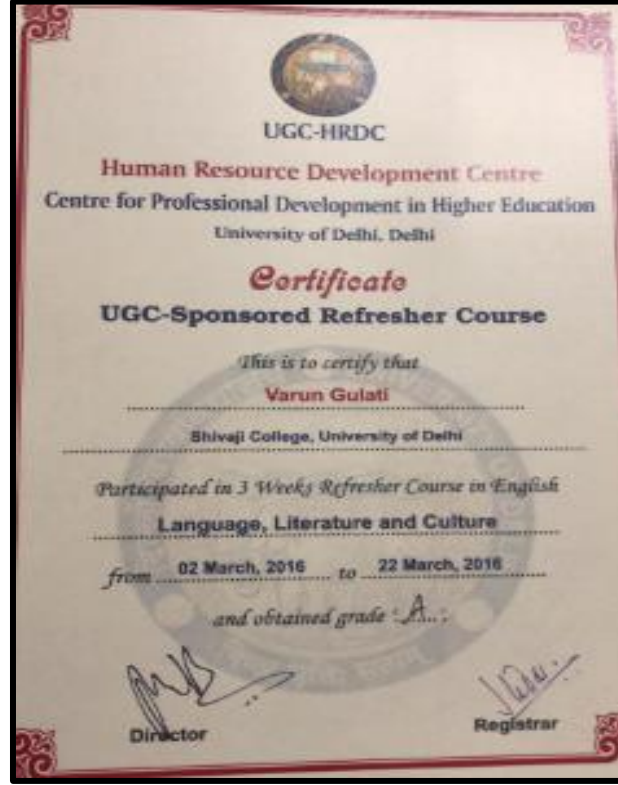 UGC-HRDC
Human Resource Development Centre
Centre for Professional Development in Higher Education
University of Delhi, Delhi
Certificate
UGC-Sponsored Refresher Course
This is to certify that
Varun Gulati
Shivaji College, University of Delhi
Participated in 3 Weeks Refresher Course in English
Language, Literature and Culture
from 02 March, 2016 to 22 March, 2016
and obtained grade : A
Director Registrar